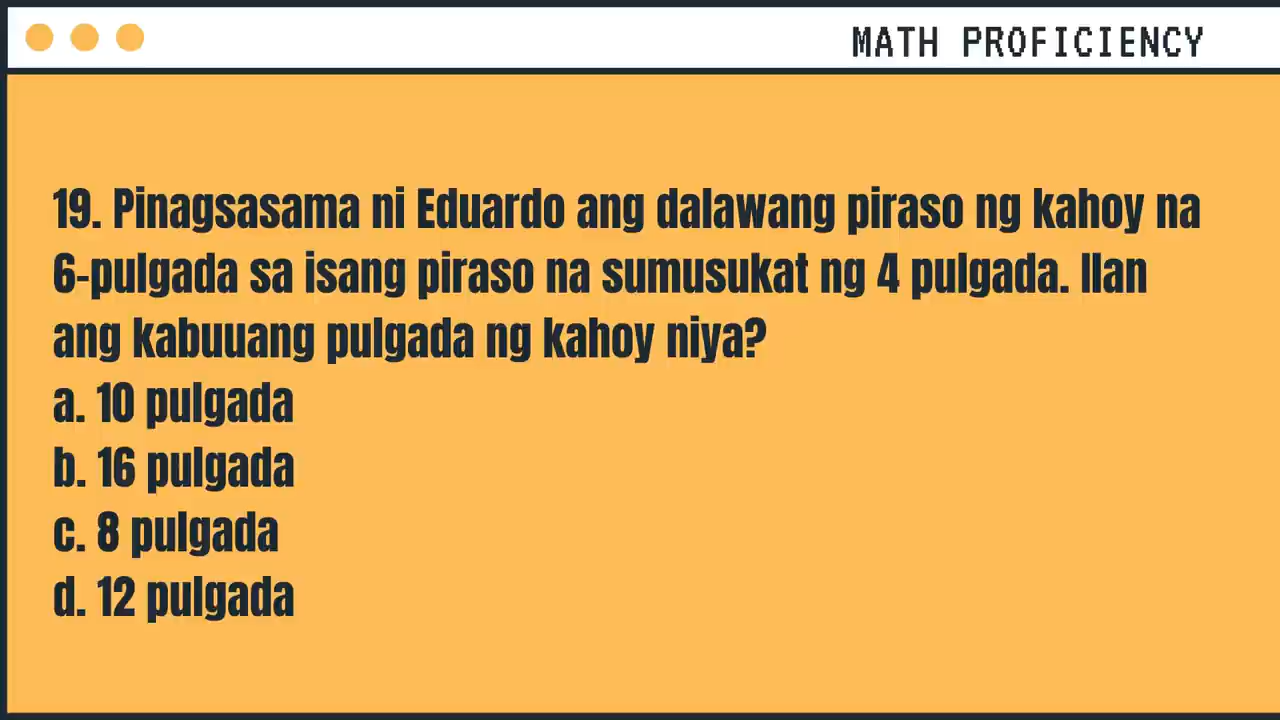 MATH PROFICIENCY
19. Pinagsasama ni Eduardo ang dalawang piraso ng kahoy na
6-pulgada sa isang piraso na sumusukat ng 4 pulgada. Ilan
ang kabuuang pulgada ng kahoy niya?
a. 10 pulgada
b. 16 pulgada
c. 8 pulgada
d. 12 pulgada